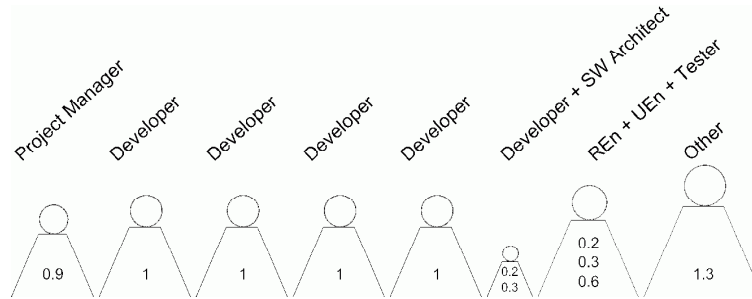 Project Manager
Developer
Developer
Developer
Developer
Developer + SW Architect
REn + UEn + Tester
Other
0.9
1
1
1
1
0.2
0.3
0.2
0.3
0.6
1.3